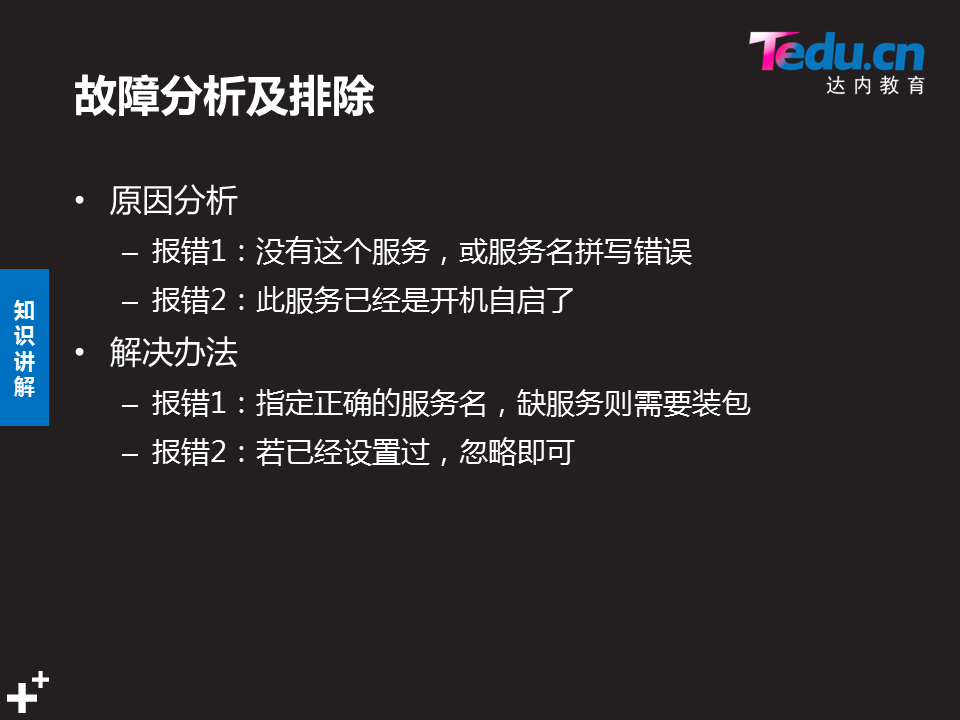 Tedu.cn
达内教育
故障分析及排除
• 原因分析
– 报错1：没有这个服务，或服务名拼写错误
– 报错2：此服务已经是开机自启了
• 解决办法
– 报错1：指定正确的服务名，缺服务则需要装包
– 报错2：若已经设置过，忽略即可
知识讲解